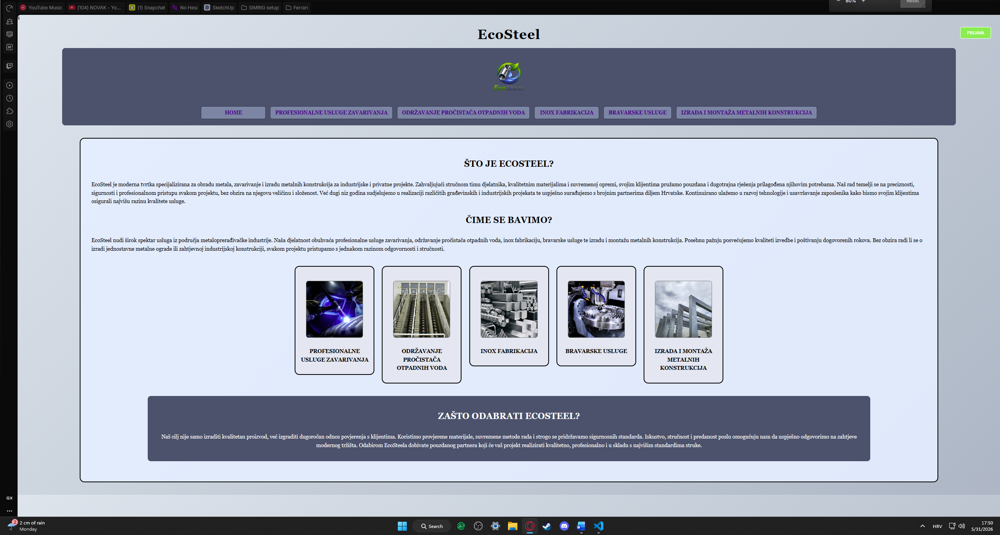 YouTube Music
(104) NOVAK - Yo...
(1) Snapchat
No Hesi
SketchUp
SIMRIG setup
Ferrari
− 80% +
Reset
s
EcoSteel
PRIJAVA
EcoSteel
HOME
PROFESIONALNE USLUGE ZAVARIVANJA
ODRŽAVANJE PROČISTAČA OTPADNIH VODA
INOX FABRIKACIJA
BRAVARSKE USLUGE
IZRADA I MONTAŽA METALNIH KONSTRUKCIJA
ŠTO JE ECOSTEEL?
EcoSteel je moderna tvrtka specijalizirana za obradu metala, zavarivanje i izradu metalnih konstrukcija za industrijske i privatne projekte. Zahvaljujući stručnom timu djelatnika, kvalitetnim materijalima i suvremenoj opremi, svojim klijentima pružamo pouzdana i dugotrajna rješenja prilagođena njihovim potrebama. Naš rad temelji se na preciznosti,
sigurnosti i profesionalnom pristupu svakom projektu, bez obzira na njegovu veličinu i složenost. Već dugi niz godina sudjelujemo u realizaciji različitih građevinskih i industrijskih projekata te uspješno surađujemo s brojnim partnerima diljem Hrvatske. Kontinuirano ulažemo u razvoj tehnologije i usavršavanje zaposlenika kako bismo svojim klijentima
osigurali najvišu razinu kvalitete usluge.
ČIME SE BAVIMO?
EcoSteel nudi širok spektar usluga iz područja metaloprerađivačke industrije. Naša djelatnost obuhvaća profesionalne usluge zavarivanja, održavanje pročistača otpadnih voda, inox fabrikaciju, bravarske usluge te izradu i montažu metalnih konstrukcija. Posebnu pažnju posvećujemo kvaliteti izvedbe i poštivanju dogovorenih rokova. Bez obzira radi li se o
izradi jednostavne metalne ograde ili zahtjevnoj industrijskoj konstrukciji, svakom projektu pristupamo s jednakom razinom odgovornosti i stručnosti.
PROFESIONALNE
USLUGE ZAVARIVANJA
ODRŽAVANJE
PROČISTAČA
OTPADNIH VODA
INOX FABRIKACIJA
BRAVARSKE USLUGE
IZRADA I MONTAŽA
METALNIH
KONSTRUKCIJA
ZAŠTO ODABRATI ECOSTEEL?
Naš cilj nije samo izraditi kvalitetan proizvod, već izgraditi dugoročan odnos povjerenja s klijentima. Koristimo provjerene materijale, suvremene metode rada i strogo se pridržavamo sigurnosnih standarda. Iskustvo, stručnost i predanost poslu omogućuju nam da uspješno odgovorimo na zahtjeve
modernog tržišta. Odabirom EcoSteela dobivate pouzdanog partnera koji će vaš projekt realizirati kvalitetno, profesionalno i u skladu s najvišim standardima struke.
GX
2
2 cm of rain
Monday
Search
HRV
17:50
5/31/2026